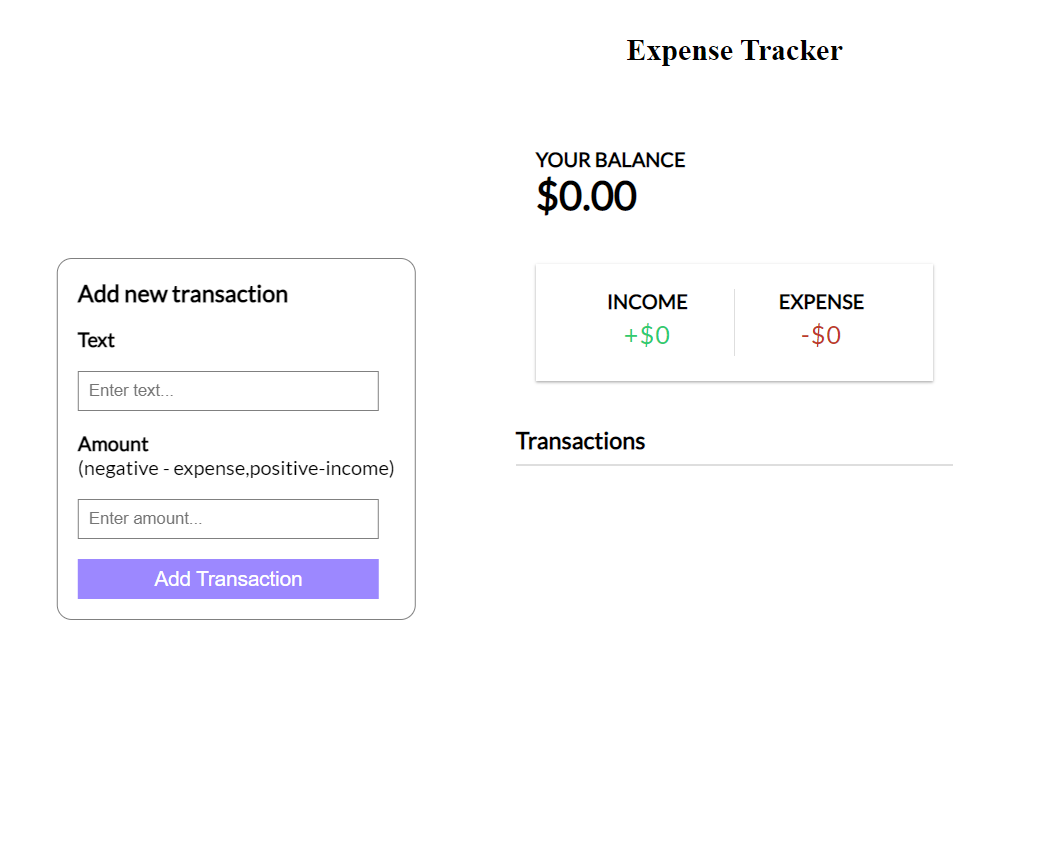 Expense Tracker
YOUR BALANCE
$0.00
INCOME
+$0
EXPENSE
-$0
Transactions
Add new transaction
Text
Enter text...
Amount
(negative - expense,positive-income)
Enter amount...
Add Transaction